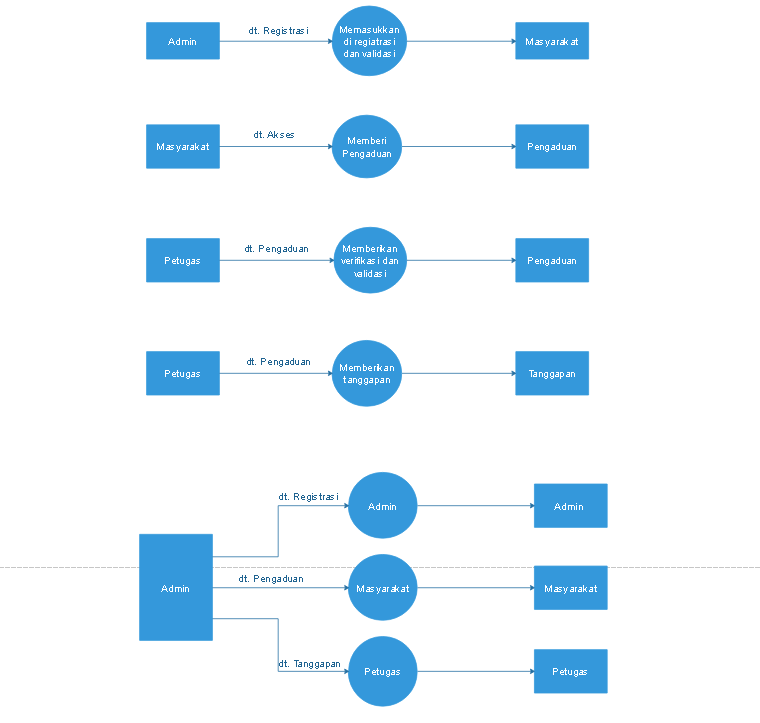 dt. Registrasi
Admin
Memasukkan
di regiatrasi
dan validasi
Masyarakat
dt. Akses
Masyarakat
Memberi
Pengaduan
Pengaduan
dt. Pengaduan
Petugas
Memberikan
verifikasi dan
validasi
Pengaduan
dt. Pengaduan
Petugas
Memberikan
tanggapan
Tanggapan
dt. Registrasi
Admin
Admin
dt. Pengaduan
Admin
Masyarakat
Masyarakat
dt. Tanggapan
Petugas
Petugas